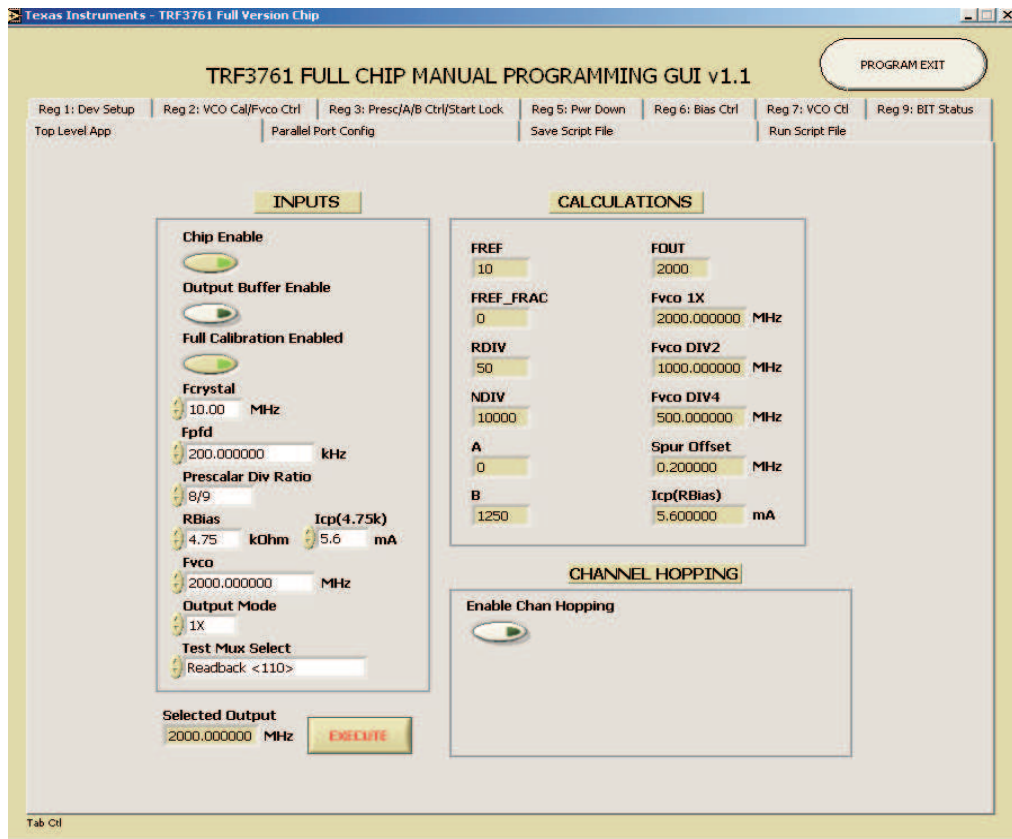 Texas Instruments - TRF3761 Full Version Chip
TRF3761 FULL CHIP MANUAL PROGRAMMING GUI v1.1
PROGRAM EXIT
Reg 1: Dev Setup
Reg 2: VCO Cal/Fvco Ctrl
Reg 3: Presc/A/B Ctrl/Start Lock
Reg 5: Pwr Down
Reg 6: Bias Ctrl
Reg 7: VCO Ctl
Reg 9: BIT Status
Top Level App
Parallel Port Config
Save Script File
Run Script File
INPUTS
Chip Enable
Output Buffer Enable
Full Calibration Enabled
Fcrystal
10.00 MHz
Fpfd
200.000000 kHz
Prescalar Div Ratio
8/9
RBias Icp(4.75k)
4.75 kOhm 5.6 mA
Fvco
2000.000000 MHz
Output Mode
1X
Test Mux Select
Readback <110>
Selected Output
2000.000000 MHz
EXECUTE
CALCULATIONS
FREF
10
FREF_FRAC
0
RDIV
50
NDIV
10000
A
0
B
1250
FOUT
2000
Fvco 1X
2000.000000 MHz
Fvco DIV2
1000.000000 MHz
Fvco DIV4
500.000000 MHz
Spur Offset
0.200000 MHz
Icp(RBias)
5.600000 mA
CHANNEL HOPPING
Enable Chan Hopping
Tab Ctl